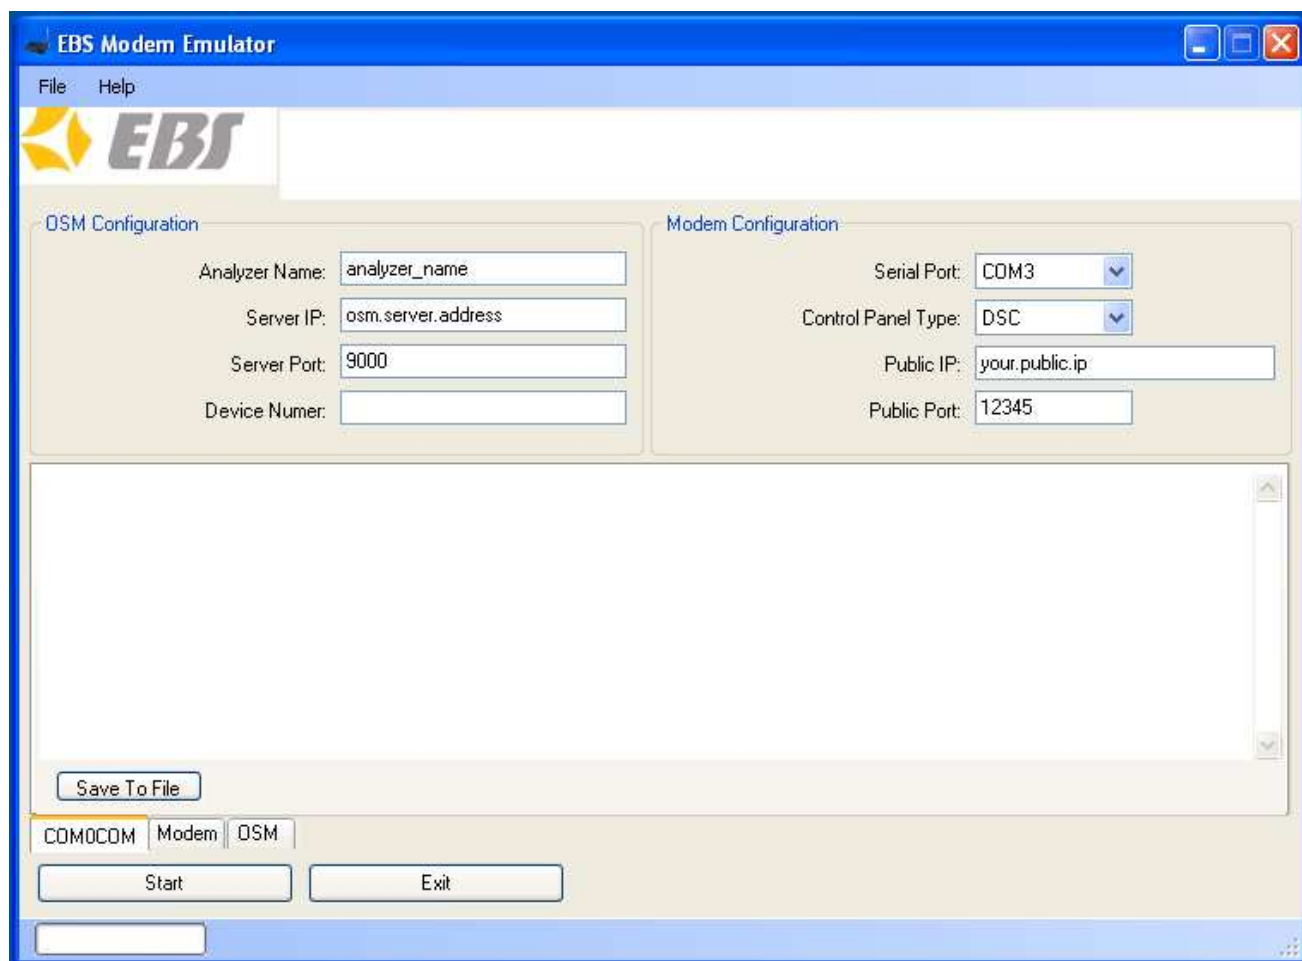 EBS Modem Emulator
File Help
EBS
OSM Configuration
Analyzer Name: analyzer_name
Server IP: osm.server.address
Server Port: 9000
Device Numer:
Modem Configuration
Serial Port: COM3
Control Panel Type: DSC
Public IP: your.public.ip
Public Port: 12345
Save To File
COM0COM Modem OSM
Start Exit